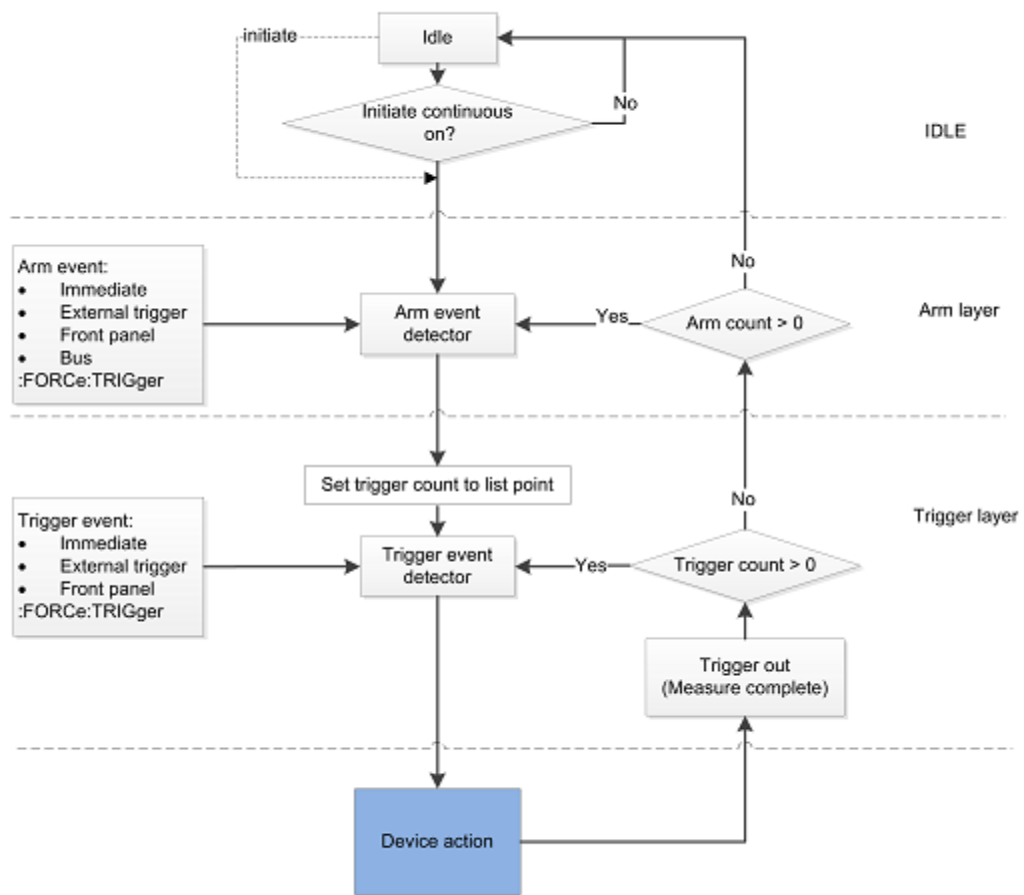 initiate
Idle
Initiate continuous
on?
No
IDLE
Arm event:
• Immediate
• External trigger
• Front panel
• Bus
:FORCe:TRIGger
Arm event
detector
Yes
Arm count > 0
No
Arm layer
Set trigger count to list point
Trigger event:
• Immediate
• External trigger
• Front panel
:FORCe:TRIGger
Trigger event
detector
Yes
Trigger count > 0
No
Trigger layer
Trigger out
(Measure complete)
Device action